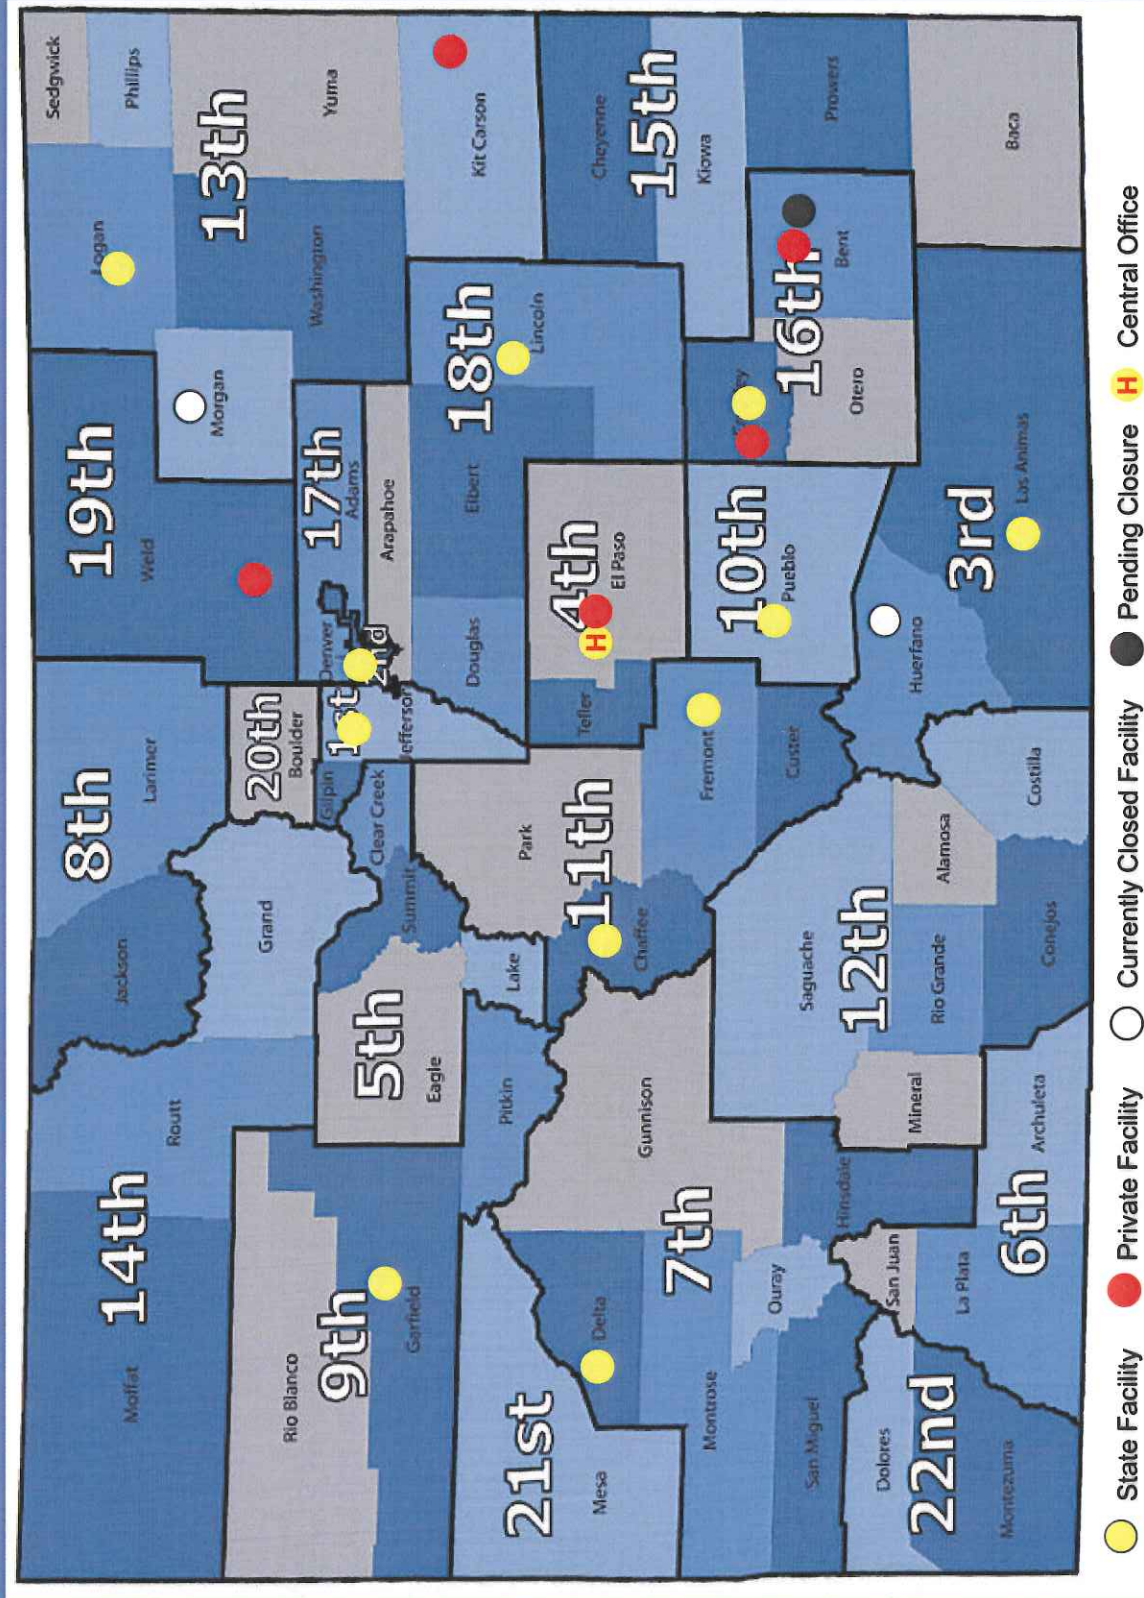 Sedgwick
Phillips
Logan
8th
19th
14th
Jackson
Larimer
Weld
Moffat
Routt
Morgan
13th
Yuma
Washington
20th
Boulder
Grand
Rio Blanco
9th
Gilpin
1st
Denver
17th
Adams
5th
Clear Creek
2nd
Arapahoe
Garfield
Eagle
Summit
Jefferson
18th
Elbert
Lincoln
Kit Carson
21st
Mesa
Pitkin
Lake
Park
Douglas
Delta
11th
Chaffee
Teller
H
4th
El Paso
Cheyenne
15th
Kiowa
Gunnison
7th
Montrose
Fremont
10th
Pueblo
Ouray
Custer
16th
Bent
Prowers
San Miguel
Hinsdale
Saguache
12th
Otero
Dolores
San Juan
Mineral
Rio Grande
Alamosa
Huerfano
22nd
La Plata
3rd
Las Animas
Baca
Montezuma
6th
Archuleta
Conejos
Costilla
State Facility
Private Facility
Currently Closed Facility
Pending Closure
H Central Office